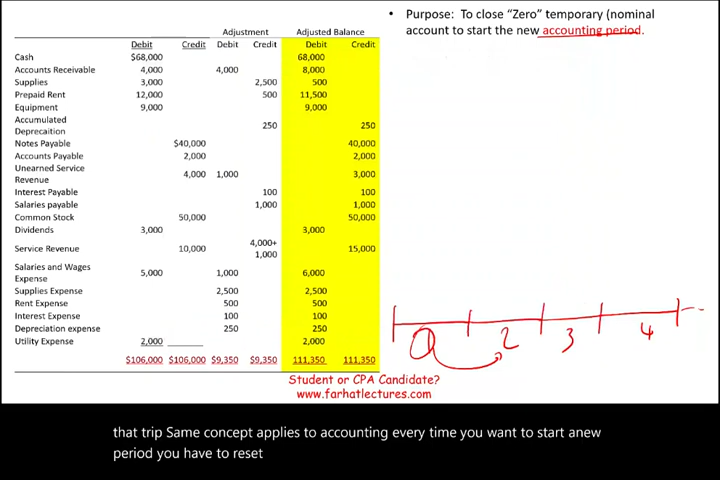 • Purpose: To close “Zero” temporary (nominal
account to start the new accounting period.
Adjustment Adjusted Balance
Debit Credit Debit Credit Debit Credit
Cash $68,000 68,000
Accounts Receivable 4,000 4,000 8,000
Supplies 3,000 2,500 500
Prepaid Rent 12,000 500 11,500
Equipment 9,000 9,000
Accumulated
Deprecaition 250 250
Notes Payable $40,000 40,000
Accounts Payable 2,000 2,000
Unearned Service
Revenue 4,000 1,000 3,000
Interest Payable 100 100
Salaries payable 1,000 1,000
Common Stock 50,000 50,000
Dividends 3,000 3,000
Service Revenue 10,000 4,000+ 15,000
1,000
Salaries and Wages
Expense 5,000 1,000 6,000
Supplies Expense 2,500 2,500
Rent Expense 500 500
Interest Expense 100 100
Depreciation expense 250 250
Utility Expense 2,000 2,000
$106,000 $106,000 $9,350 $9,350 111,350 111,350
1 2 3 4
Student or CPA Candidate?
www.farhatlectures.com
that trip Same concept applies to accounting every time you want to start anew
period you have to reset